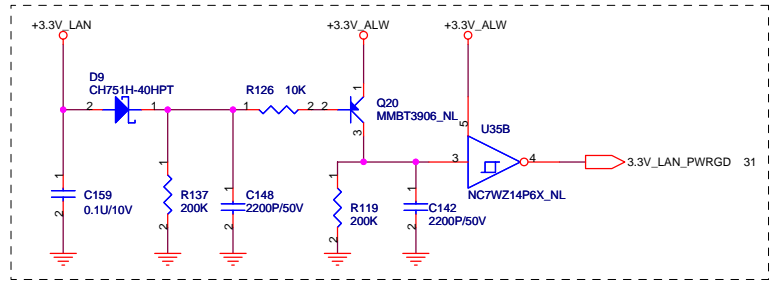 +3.3V_LAN
+3.3V_ALW
+3.3V_ALW
D9
CH751H-40HPT
2
1
R126 10K
1
2
2
1
Q20
MMBT3906_NL
3
5
U35B
3
4
3.3V_LAN_PWRGD 31
NC7WZ14P6X_NL
1
C159
0.1U/10V
2
1
R137
200K
2
1
C148
2200P/50V
2
1
R119
200K
2
1
C142
2200P/50V
2